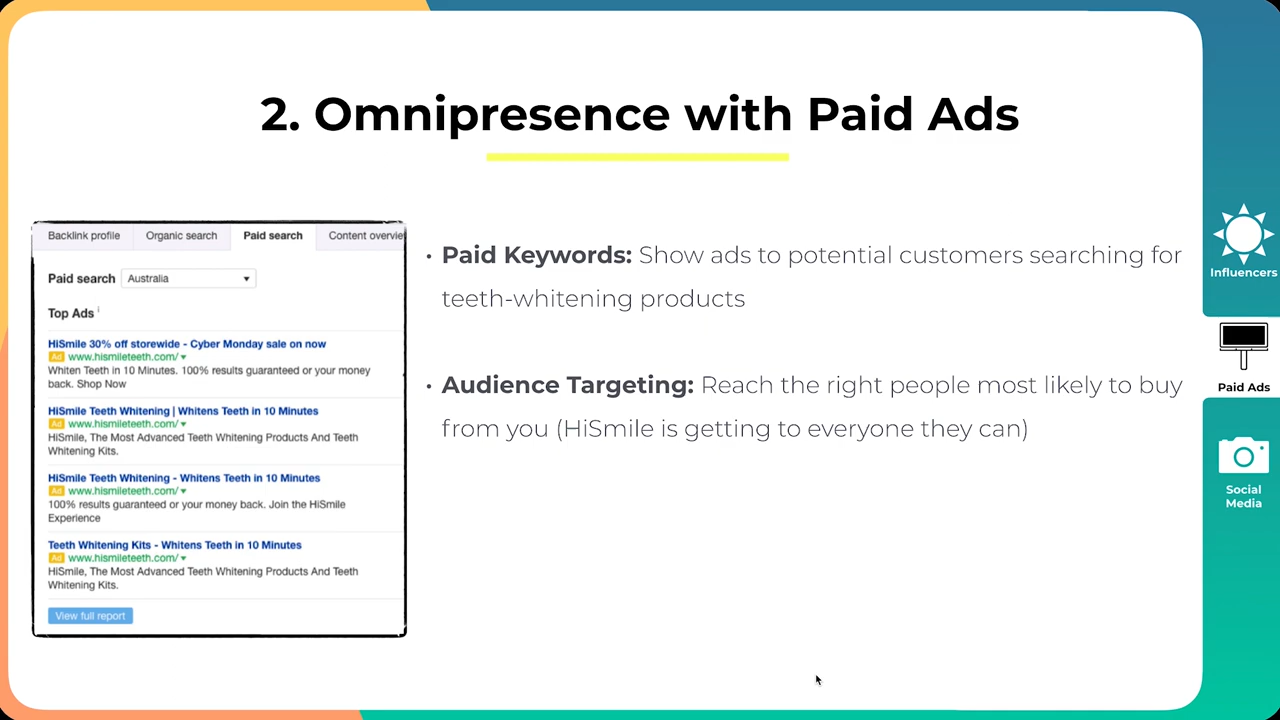 2. Omnipresence with Paid Ads
Backlink profile Organic search Paid search Content overvie
Paid search Australia
Top Ads i
HiSmile 30% off storewide - Cyber Monday sale on now
Ad www.hismileteeth.com/
Whiten Teeth in 10 Minutes. 100% results guaranteed or your money
back. Shop Now
HiSmile Teeth Whitening | Whitens Teeth in 10 Minutes
Ad www.hismileteeth.com/
HiSmile, The Most Advanced Teeth Whitening Products And Teeth
Whitening Kits.
HiSmile Teeth Whitening - Whitens Teeth in 10 Minutes
Ad www.hismileteeth.com/
100% results guaranteed or your money back. Join the HiSmile
Experience
Teeth Whitening Kits - Whitens Teeth in 10 Minutes
Ad www.hismileteeth.com/
HiSmile, The Most Advanced Teeth Whitening Products And Teeth
Whitening Kits.
View full report
• Paid Keywords: Show ads to potential customers searching for
teeth-whitening products
• Audience Targeting: Reach the right people most likely to buy
from you (HiSmile is getting to everyone they can)
Influencers
Paid Ads
Social
Media